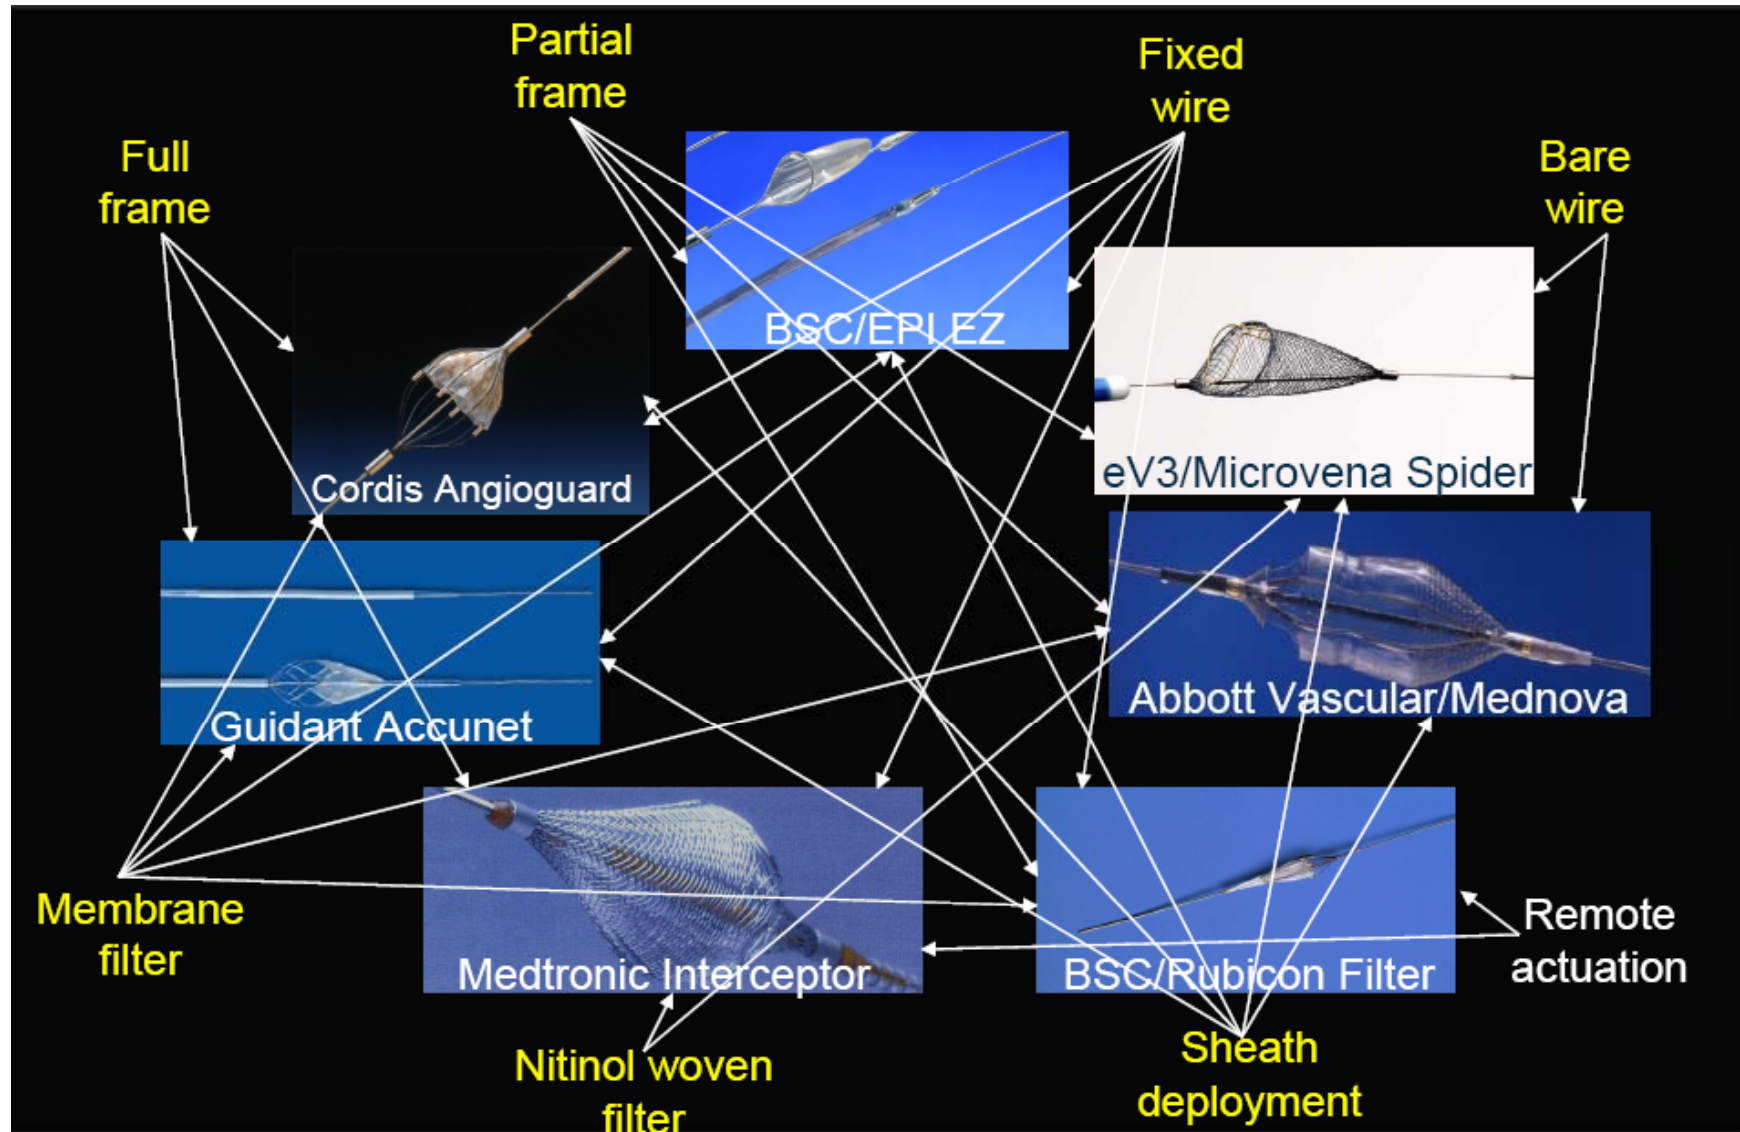 Partial
frame
Fixed
wire
Full
frame
Bare
wire
BSC/EPI EZ
eV3/Microvena Spider
Cordis Angioguard
Abbott Vascular/Mednova
Guidant Accunet
Membrane
filter
Medtronic Interceptor
BSC/Rubicon Filter
Remote
actuation
Nitinol woven
filter
Sheath
deployment